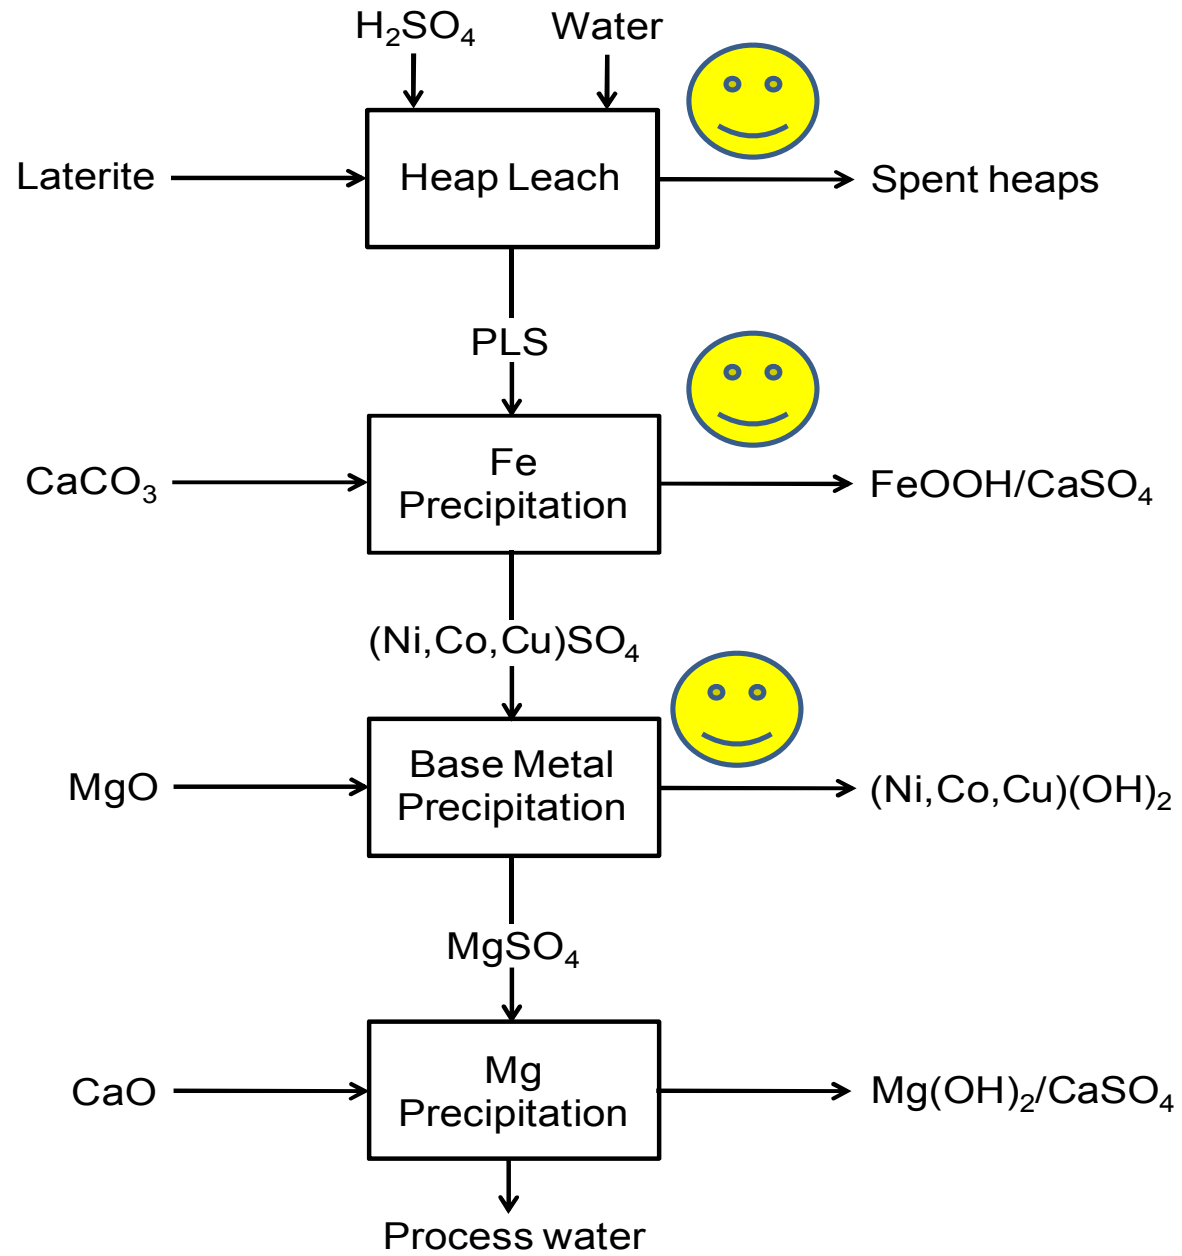 H₂SO₄
Water
Laterite
Heap Leach
Spent heaps
PLS
CaCO₃
Fe
Precipitation
FeOOH/CaSO₄
(Ni,Co,Cu)SO₄
MgO
Base Metal
Precipitation
(Ni,Co,Cu)(OH)₂
MgSO₄
CaO
Mg
Precipitation
Mg(OH)₂/CaSO₄
Process water